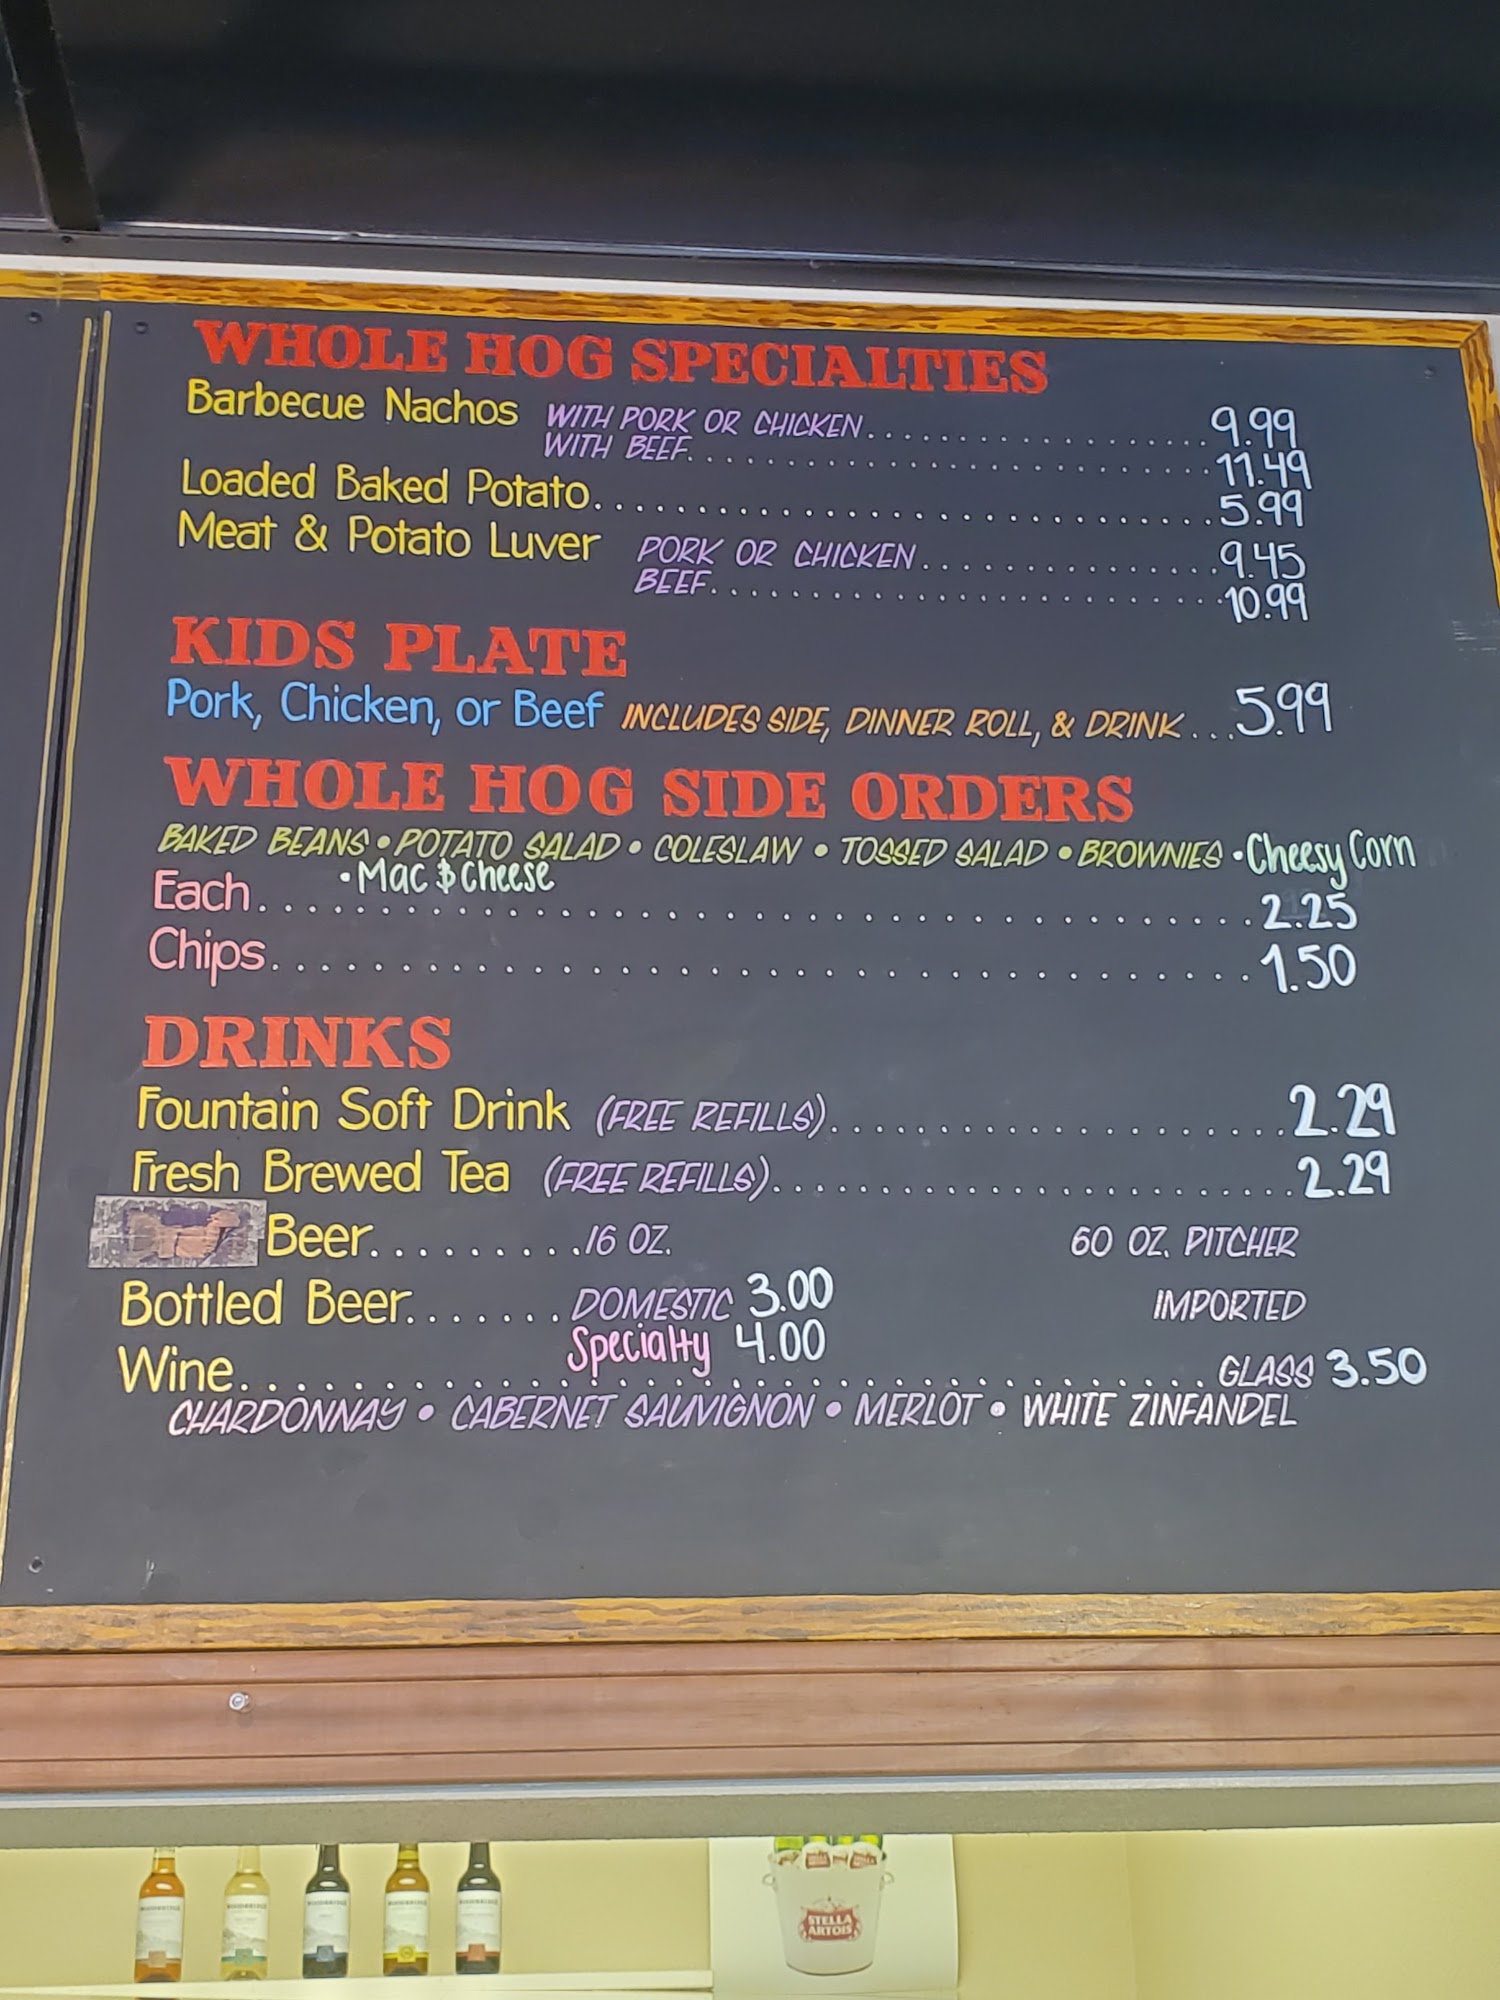 WHOLE HOG SPECIALTIES
Barbecue Nachos WITH PORK OR CHICKEN.................... 9.99
WITH BEEF.............................. 11.49
Loaded Baked Potato.............................. 5.99
Meat & Potato Luver PORK OR CHICKEN................ 9.45
BEEF........................... 10.99
KIDS PLATE
Pork, Chicken, or Beef INCLUDES SIDE, DINNER ROLL, & DRINK ... 5.99
WHOLE HOG SIDE ORDERS
BAKED BEANS • POTATO SALAD • COLESLAW • TOSSED SALAD • BROWNIES • Cheesy Corn
• Mac & Cheese
Each........................................ 2.25
Chips........................................ 1.50
DRINKS
Fountain Soft Drink (FREE REFILLS)..................... 2.29
Fresh Brewed Tea (FREE REFILLS)......................... 2.29
Beer.......... 16 OZ. 60 OZ. PITCHER
Bottled Beer....... DOMESTIC 3.00 IMPORTED
Specialty 4.00
Wine........................................ GLASS 3.50
CHARDONNAY • CABERNET SAUVIGNON • MERLOT • WHITE ZINFANDEL
STELLA
ARTOIS